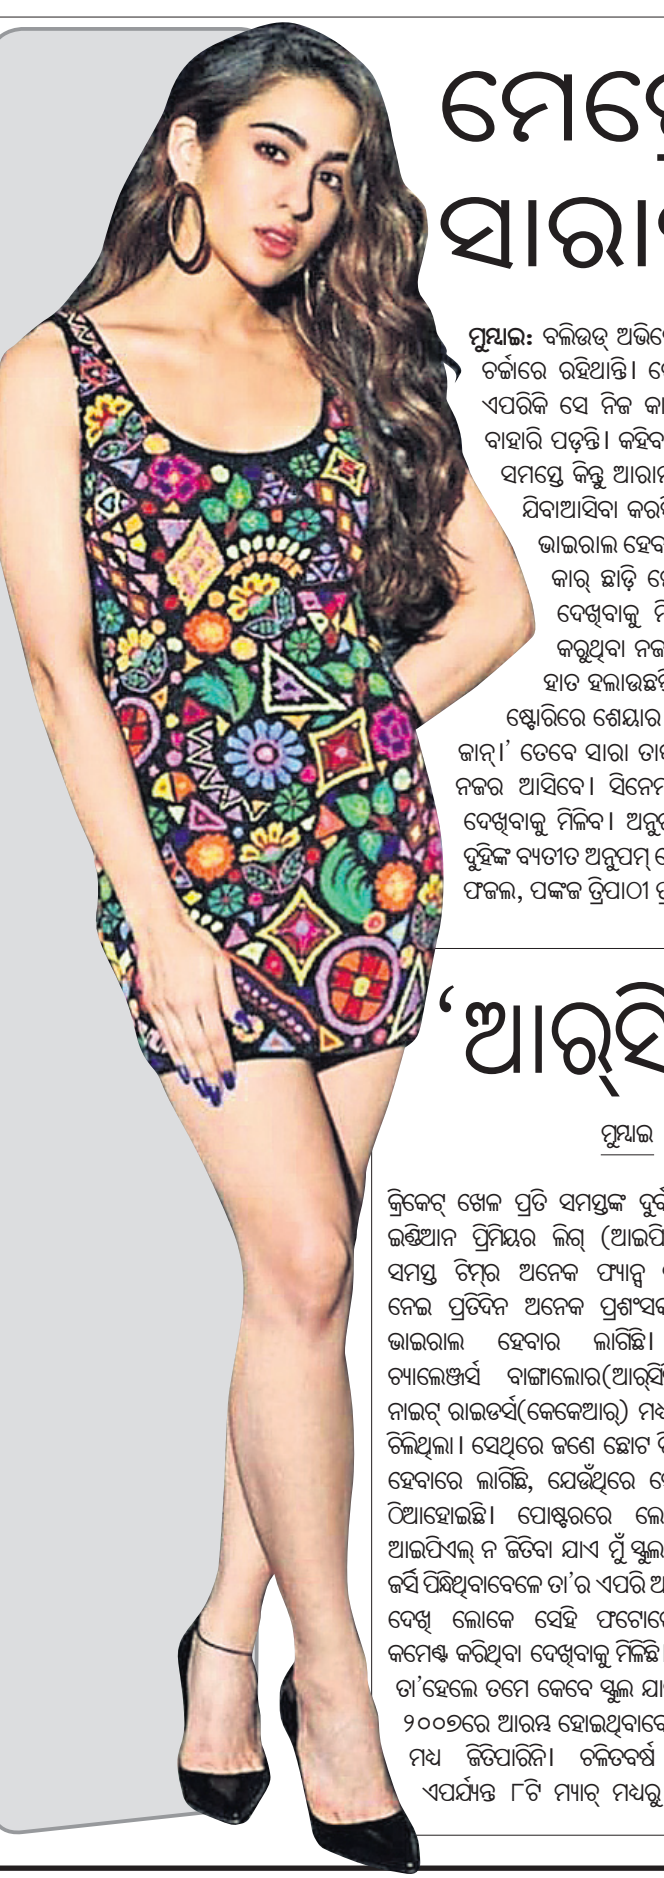 ମେଟ୍ରୋ
ସାରା
ମୁମ୍ବାଇ: ବଲିଉଡ୍ ଅଭିନେ
ଚର୍ଚ୍ଚାରେ ରହିଥାନ୍ତି।
ଏପରିକି ସେ ନିଜ କା
ବାହାରି ପଡ଼ନ୍ତି। କହିବ
ସମସ୍ତେ କିନ୍ତୁ ଆରାମ
ଯିବାଆସିବା କରନ୍
ଭାଇରାଲ ହେବ
କାର୍ ଛାଡ଼ି ମେ
ଦେଖିବାକୁ ମି
କରୁଥିବା ନଜ
ହାତ ହଲାଉଛନ୍ତି
ଷ୍ଟୋରିରେ ଶେୟାର
ଜାନ୍।’ ତେବେ ସାରା ତାଙ
ନଜର ଆସିବେ। ସିନେମ
ଦେଖିବାକୁ ମିଳିବ। ଅନୁ
ଦୁହିଙ୍କ ବ୍ୟତୀତ ଅନୁପମ୍ ଖେ
ଫଜଲ, ପଙ୍କଜ ତ୍ରିପାଠୀ ପ୍ର
‘ଆର୍‌ସି
ମୁମ୍ବାଇ
କ୍ରିକେଟ୍ ଖେଳ ପ୍ରତି ସମସ୍ତଙ୍କ ଦୁର୍ବ
ଇଣ୍ଡିଆନ ପ୍ରିମିୟର ଲିଗ୍ (ଆଇପି
ସମସ୍ତ ଟିମ୍‌ର ଅନେକ ଫ୍ୟାନ୍ସ
ନେଇ ପ୍ରତିଦିନ ଅନେକ ପ୍ରଶଂସକ
ଭାଇରାଲ ହେବାର ଲାଗିଛି।
ଚ୍ୟାଲେଞ୍ଜର୍ସ ବାଙ୍ଗାଲୋର(ଆର୍‌ସି
ନାଇଟ୍ ରାଇଡର୍ସ(କେକେଆର୍) ମଧ
ଚିଲିଥିଲା। ସେଥିରେ ଜଣେ ଛୋଟ
ହେବାରେ ଲାଗିଛି, ଯେଉଁଥିରେ ସେ
ଠିଆହୋଇଛି। ପୋଷ୍ଟରରେ ଲେ
ଆଇପିଏଲ୍ ନ ଜିତିବା ଯାଏ ମୁଁ ସ୍କୁଲ
ଜର୍ସି ପିନ୍ଧିଥିବାବେଳେ ତା’ର ଏପରି ଅ
ଦେଖି ଲୋକେ ସେହି ଫଟୋରେ
କମେଣ୍ଟ କରିଥିବା ଦେଖିବାକୁ ମିଳିଛି।
ତା’ହେଲେ ତମେ କେବେ ସ୍କୁଲ ଯା
୨୦୦୭ରେ ଆରମ୍ଭ ହୋଇଥିବାବେ
ମଧ୍ୟ ଜିତିପାରିନି। ଚଳିତବର୍ଷ
ଏପର୍ଯ୍ୟନ୍ତ ୮ଟି ମ୍ୟାଚ୍ ମଧ୍ୟରୁ